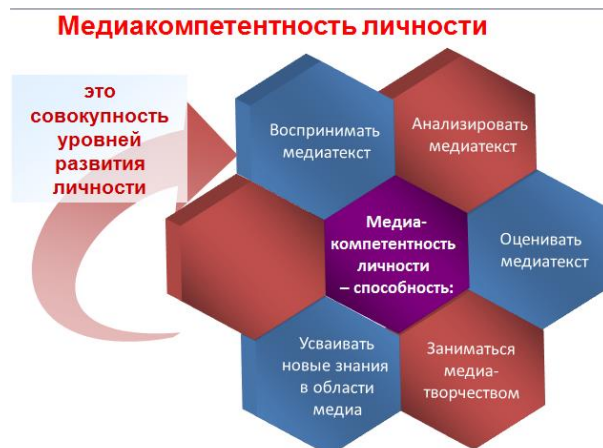 Медиакомпетентность личности
это
совокупность
уровней
развития
личности
Воспринимать
медиатекст
Анализировать
медиатекст
Медиа-
компетентность
личности
– способность:
Оценивать
медиатекст
Усваивать
новые знания
в области
медиа
Заниматься
медиа-
творчеством